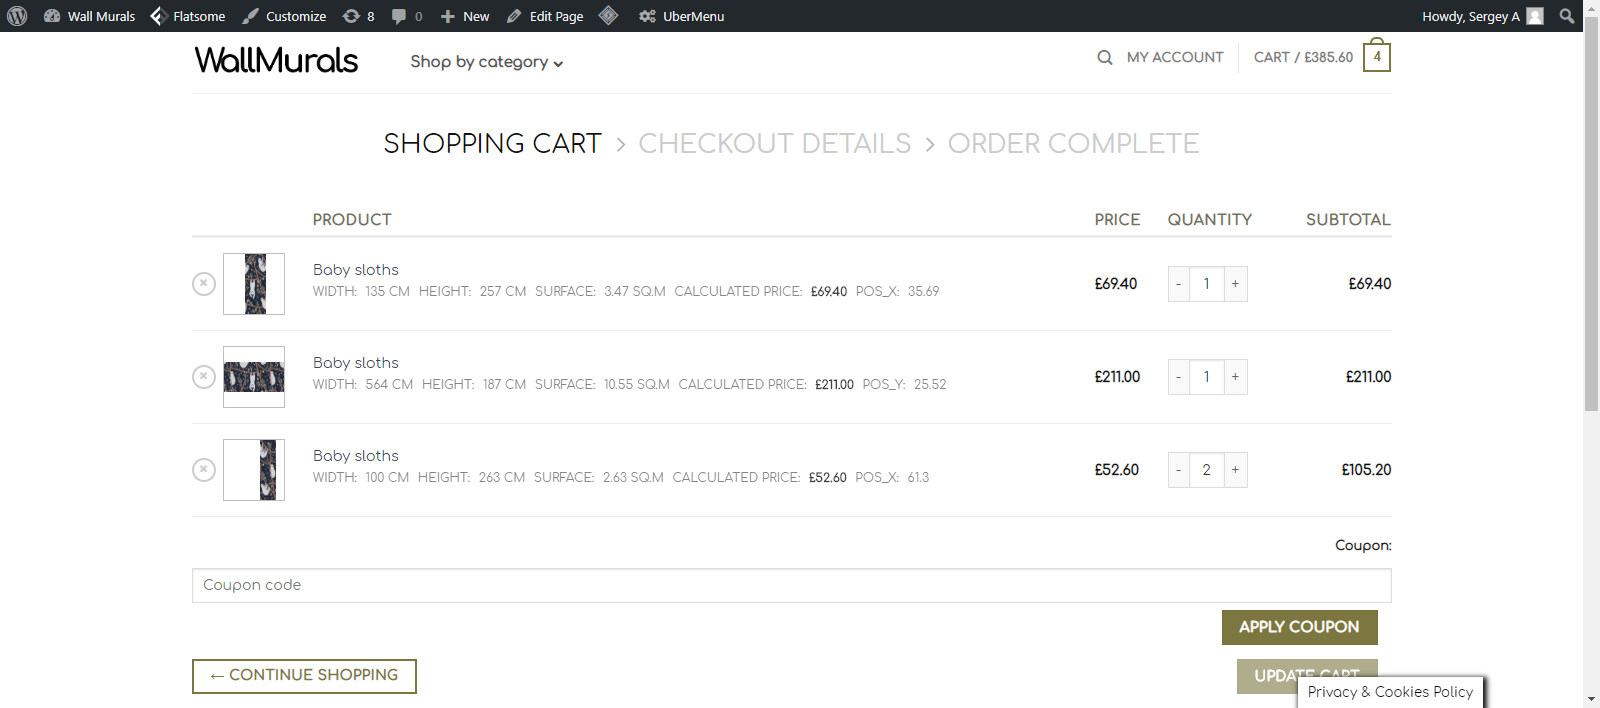 Wall Murals Flatsome Customize 8 0 New Edit Page UberMenu Howdy, Sergey A
WallMurals Shop by category MY ACCOUNT CART / £385.60 4
SHOPPING CART > CHECKOUT DETAILS > ORDER COMPLETE
PRODUCT PRICE QUANTITY SUBTOTAL
Baby sloths
WIDTH: 135 CM HEIGHT: 257 CM SURFACE: 3.47 SQ.M CALCULATED PRICE: £69.40 POS_X: 35.69
£69.40 - 1 + £69.40
Baby sloths
WIDTH: 564 CM HEIGHT: 187 CM SURFACE: 10.55 SQ.M CALCULATED PRICE: £211.00 POS_Y: 25.52
£211.00 - 1 + £211.00
Baby sloths
WIDTH: 100 CM HEIGHT: 263 CM SURFACE: 2.63 SQ.M CALCULATED PRICE: £52.60 POS_X: 61.3
£52.60 - 2 + £105.20
Coupon:
Coupon code
APPLY COUPON
← CONTINUE SHOPPING UPDATE CART
Privacy & Cookies Policy